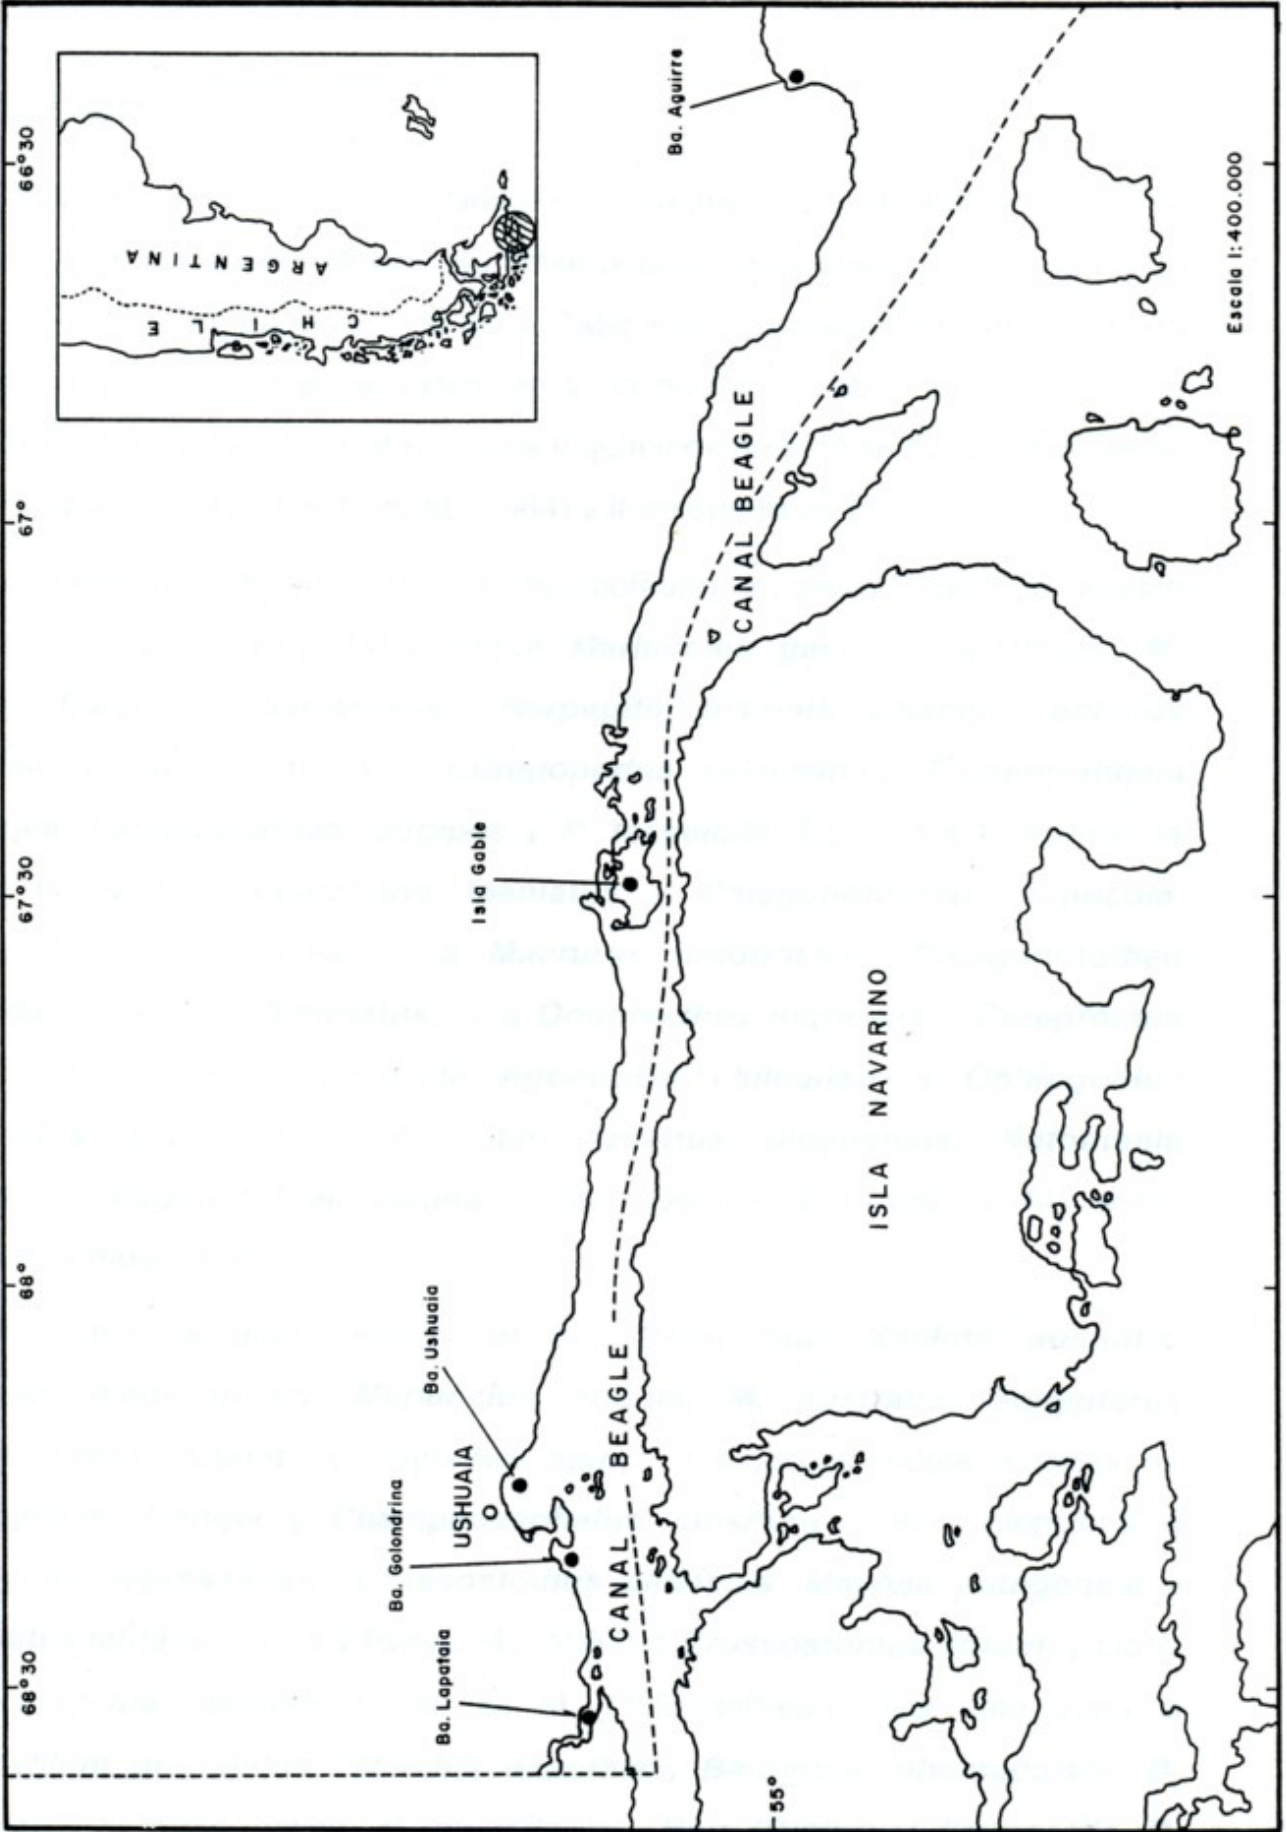 68°30
68°
67°30
67°
66°30
Ba. Lapataia
Ba. Golondrina
USHUAIA
Ba. Ushuaia
Isla Gable
Ba. Aguirre
CHILE
ARGENTINA
CANAL BEAGLE
CANAL BEAGLE
ISLA NAVARINO
55°
Escala 1:400.000